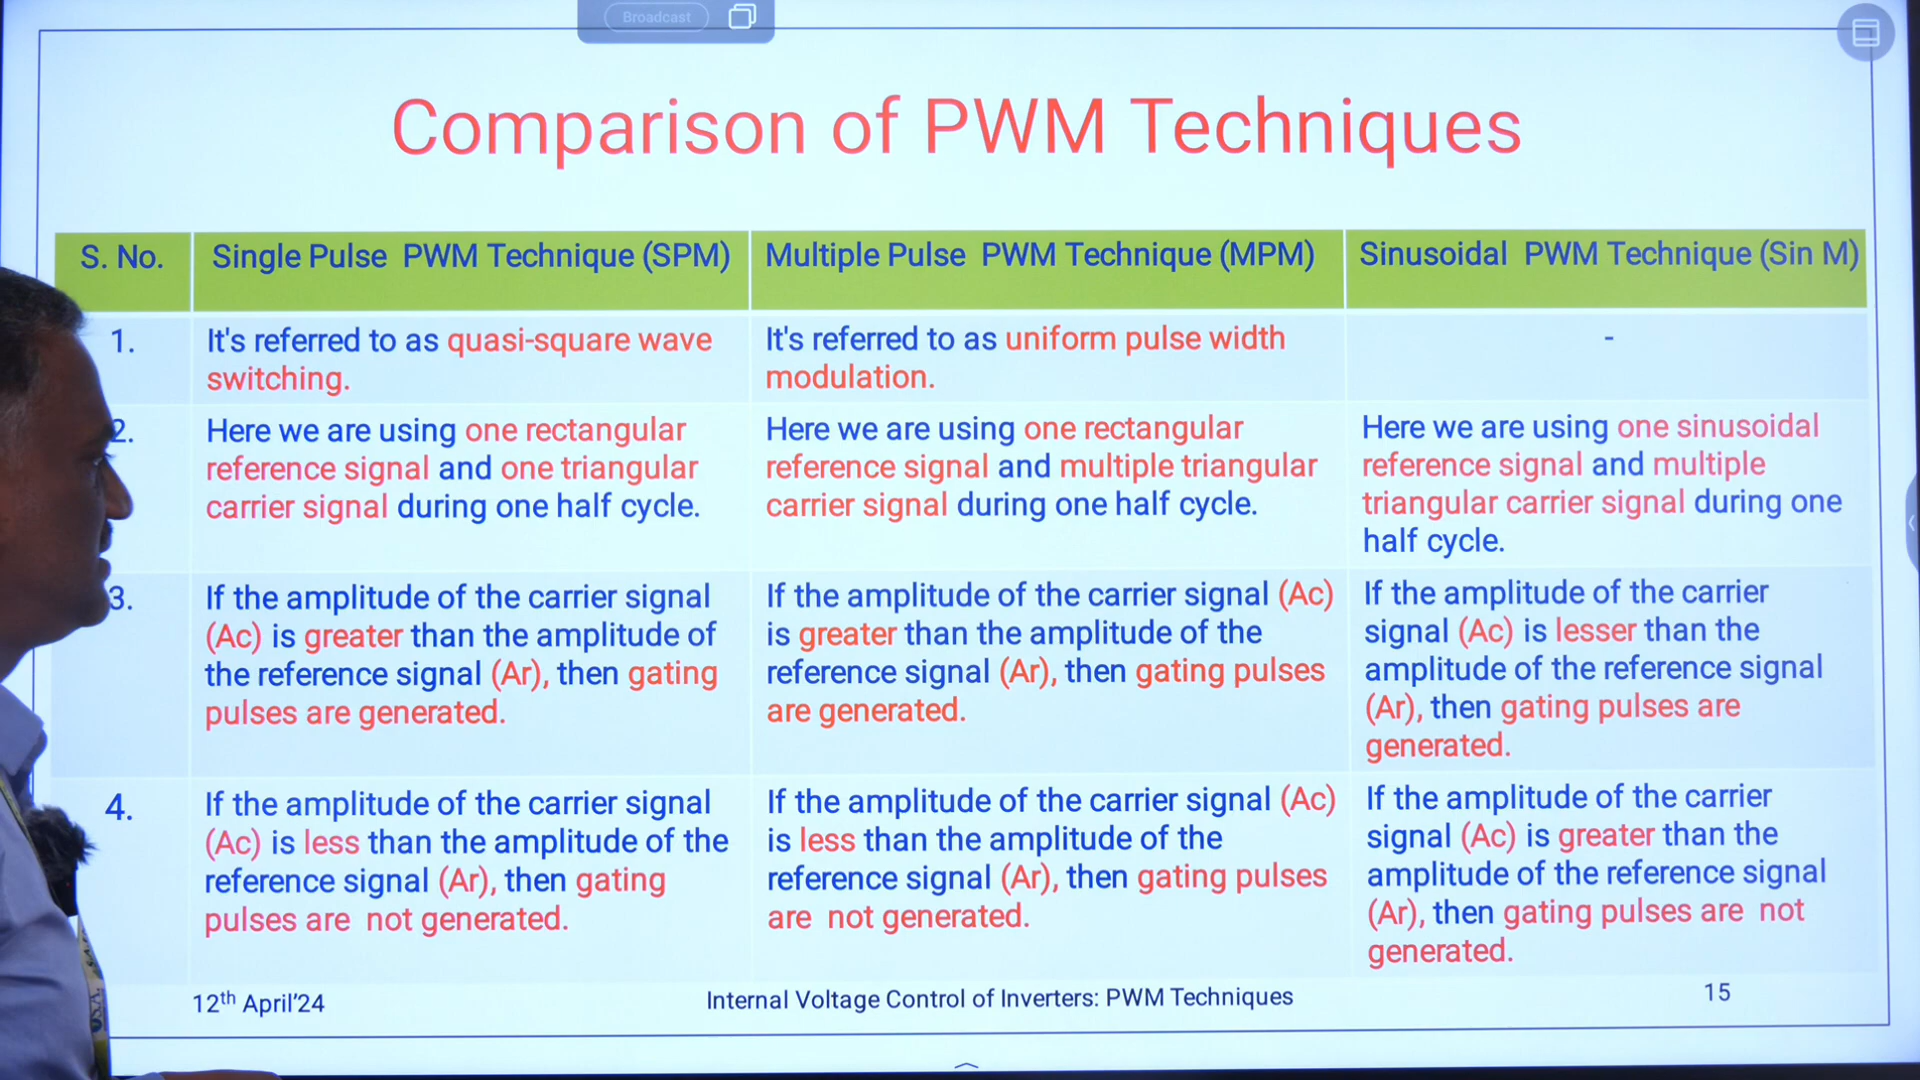 Broadcast
Comparison of PWM Techniques
S. No.
Single Pulse PWM Technique (SPM)
Multiple Pulse PWM Technique (MPM)
Sinusoidal PWM Technique (Sin M)
1.
It's referred to as quasi-square wave
switching.
It's referred to as uniform pulse width
modulation.
-
2.
Here we are using one rectangular
reference signal and one triangular
carrier signal during one half cycle.
Here we are using one rectangular
reference signal and multiple triangular
carrier signal during one half cycle.
Here we are using one sinusoidal
reference signal and multiple
triangular carrier signal during one
half cycle.
3.
If the amplitude of the carrier signal
(Ac) is greater than the amplitude of
the reference signal (Ar), then gating
pulses are generated.
If the amplitude of the carrier signal (Ac)
is greater than the amplitude of the
reference signal (Ar), then gating pulses
are generated.
If the amplitude of the carrier
signal (Ac) is lesser than the
amplitude of the reference signal
(Ar), then gating pulses are
generated.
4.
If the amplitude of the carrier signal
(Ac) is less than the amplitude of the
reference signal (Ar), then gating
pulses are not generated.
If the amplitude of the carrier signal (Ac)
is less than the amplitude of the
reference signal (Ar), then gating pulses
are not generated.
If the amplitude of the carrier
signal (Ac) is greater than the
amplitude of the reference signal
(Ar), then gating pulses are not
generated.
12th April'24
Internal Voltage Control of Inverters: PWM Techniques
15